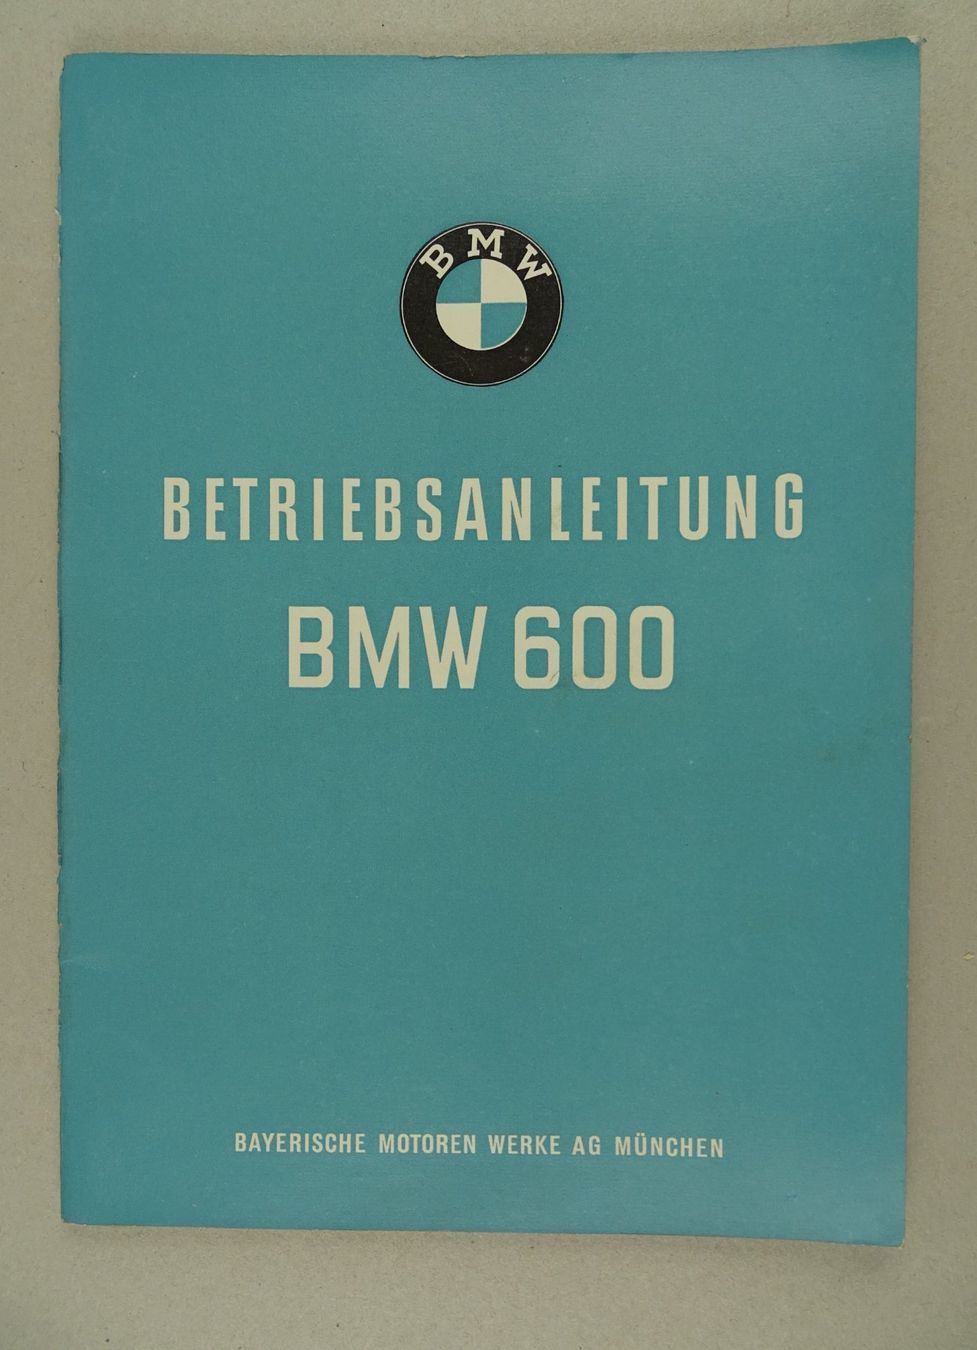 BMW
BETRIEBSANLEITUNG
BMW 600
BAYERISCHE MOTOREN WERKE AG MÜNCHEN